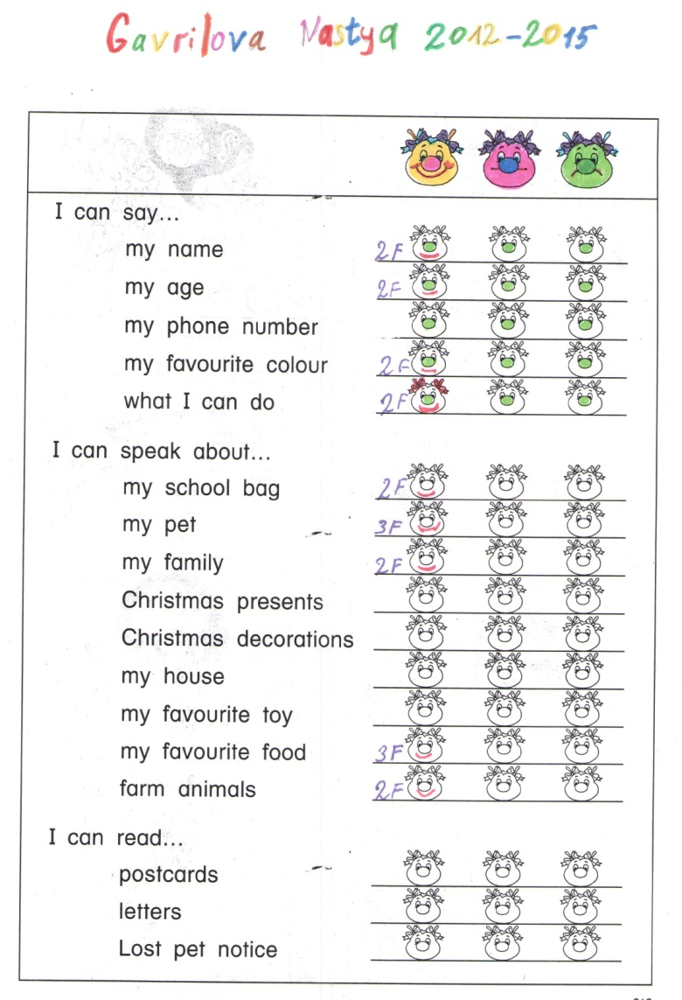 Gavrilova Nastya 2012-2015
I can say...
my name 2F
my age 2F
my phone number
my favourite colour 2F
what I can do 2F
I can speak about...
my school bag 2F
my pet 3F
my family 2F
Christmas presents
Christmas decorations
my house
my favourite toy
my favourite food 3F
farm animals 2F
I can read...
postcards
letters
Lost pet notice